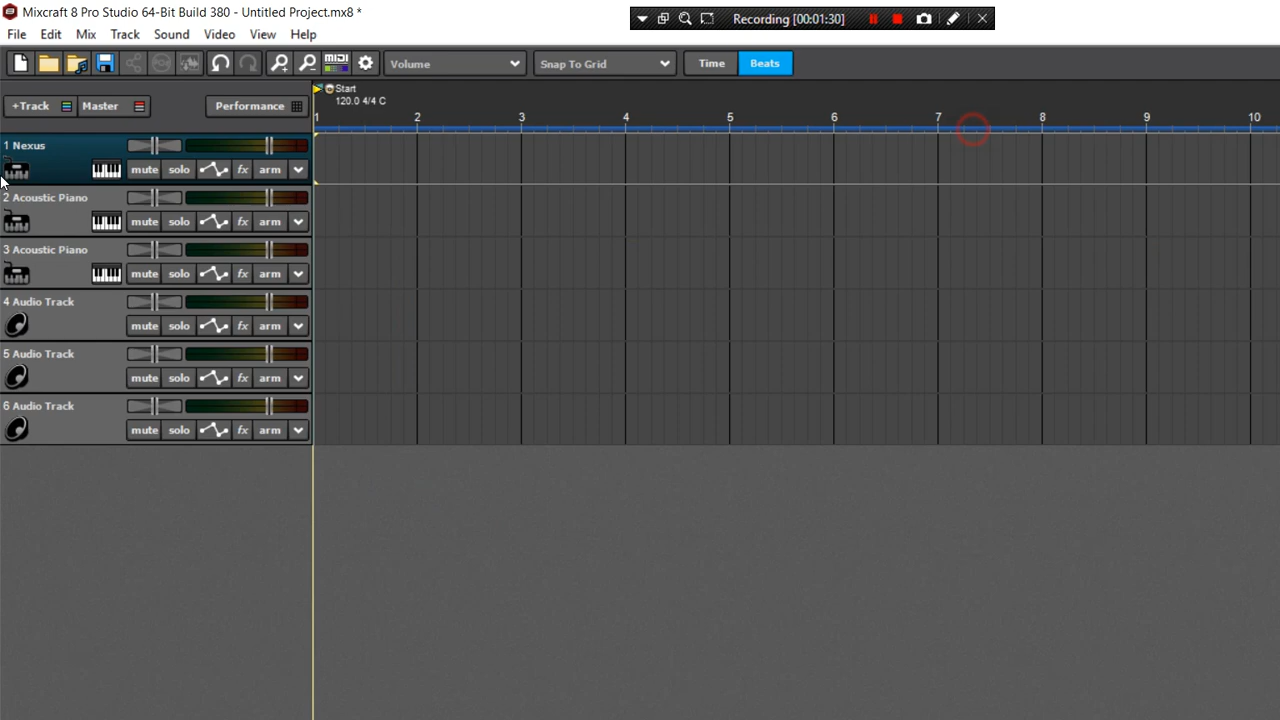 Mixcraft 8 Pro Studio 64-Bit Build 380 - Untitled Project.mx8 *
Recording [00:01:30]
File Edit Mix Track Sound Video View Help
MIDI Volume Snap To Grid Time Beats
+Track Master Performance
Start
120.0 4/4 C
1 2 3 4 5 6 7 8 9 10
1 Nexus
mute solo fx arm
2 Acoustic Piano
mute solo fx arm
3 Acoustic Piano
mute solo fx arm
4 Audio Track
mute solo fx arm
5 Audio Track
mute solo fx arm
6 Audio Track
mute solo fx arm